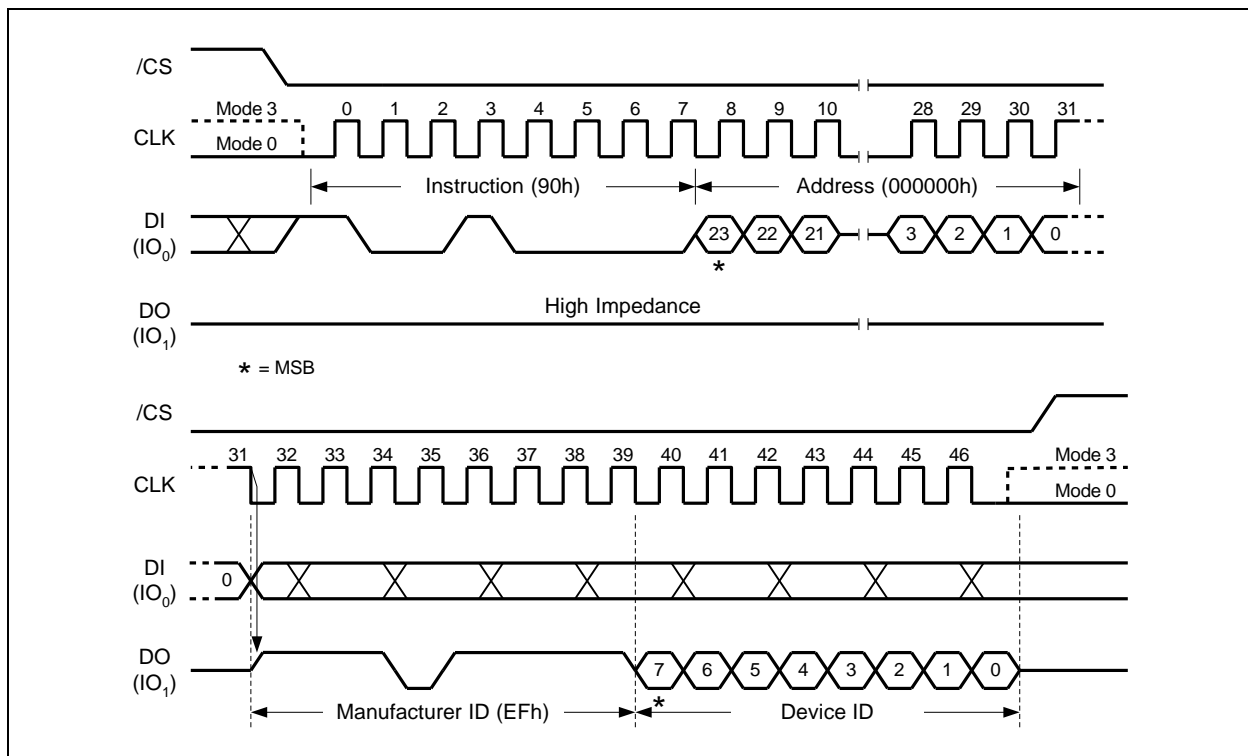 /CS
Mode 3 0 1 2 3 4 5 6 7 8 9 10 28 29 30 31
CLK
Mode 0
Instruction (90h) Address (000000h)
DI
(IO0) 23 22 21 3 2 1 0
*
High Impedance
DO
(IO1)
* = MSB
/CS
31 32 33 34 35 36 37 38 39 40 41 42 43 44 45 46 Mode 3
CLK
Mode 0
DI
(IO0) 0
DO
(IO1) 7 6 5 4 3 2 1 0
*
Manufacturer ID (EFh) Device ID